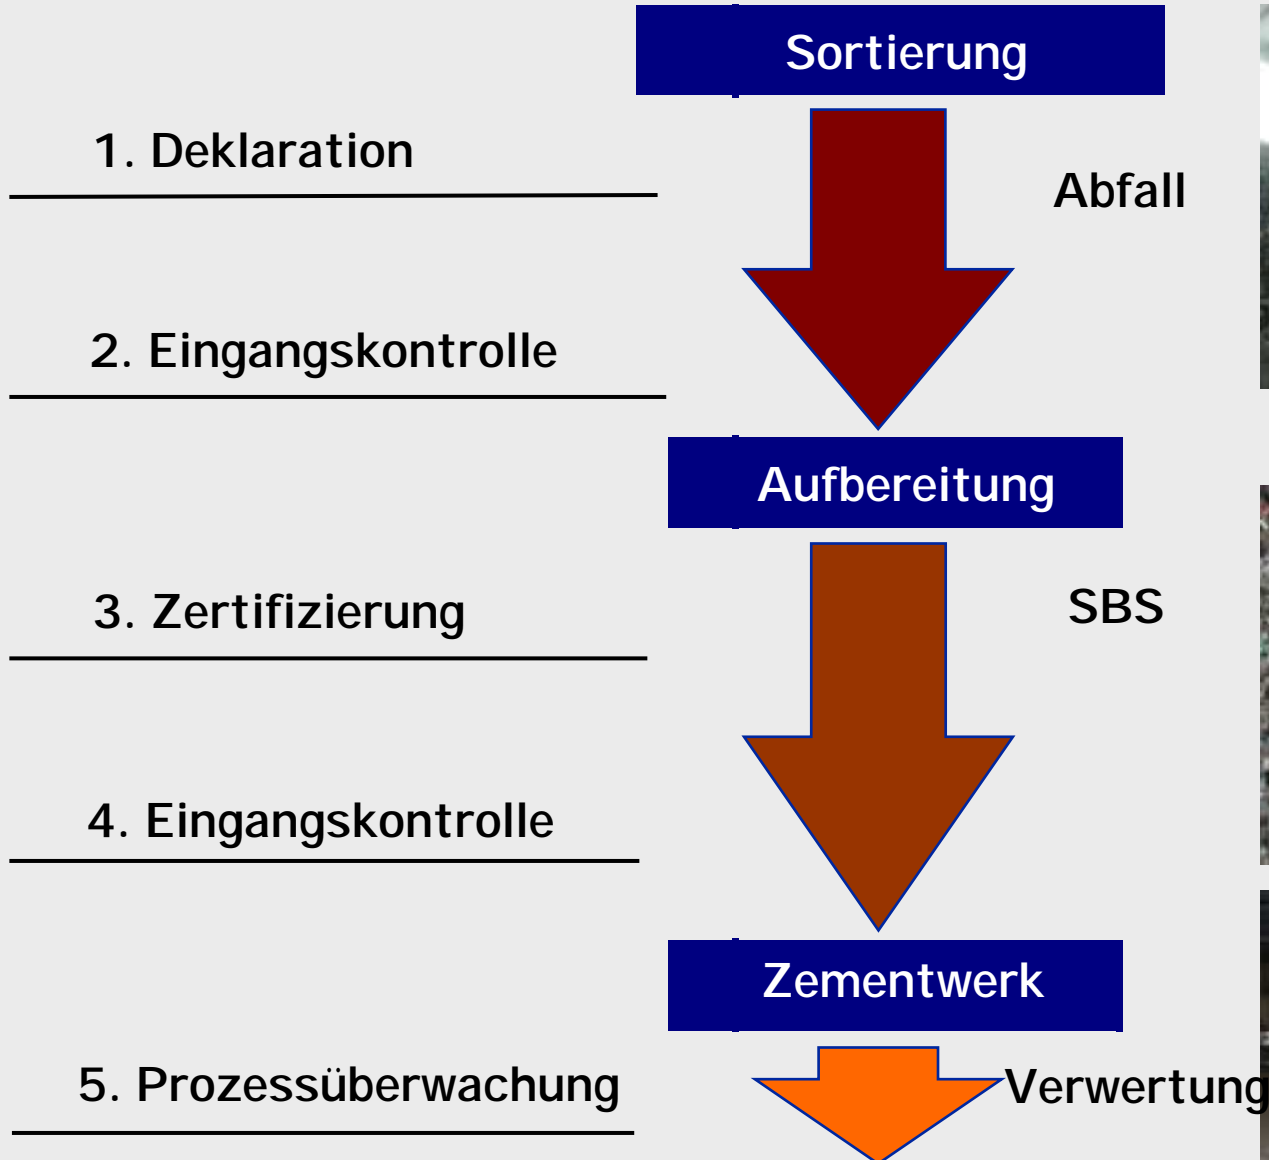 Sortierung
1. Deklaration
Abfall
2. Eingangskontrolle
Aufbereitung
3. Zertifizierung
SBS
4. Eingangskontrolle
Zementwerk
5. Prozessüberwachung
Verwertung